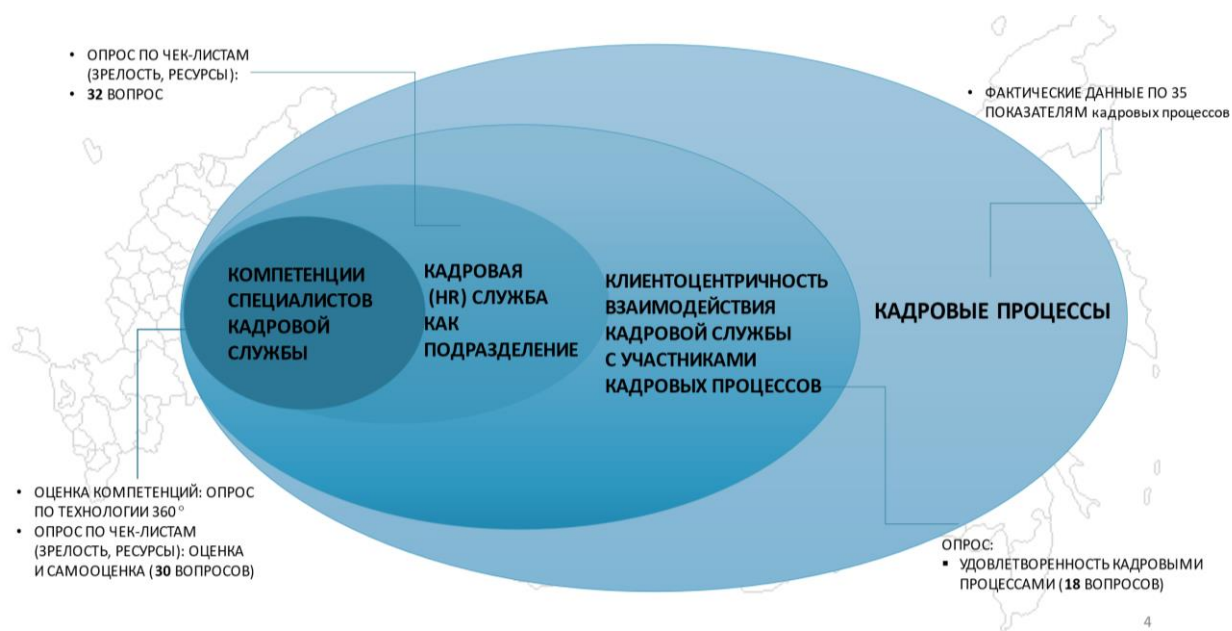 • ОПРОС ПО ЧЕК-ЛИСТАМ
(ЗРЕЛОСТЬ, РЕСУРСЫ):
• 32 ВОПРОС
• ФАКТИЧЕСКИЕ ДАННЫЕ ПО 35
ПОКАЗАТЕЛЯМ кадровых процессов
КОМПЕТЕНЦИИ
СПЕЦИАЛИСТОВ
КАДРОВОЙ
СЛУЖБЫ
КАДРОВАЯ
(HR) СЛУЖБА
КАК
ПОДРАЗДЕЛЕНИЕ
КЛИЕНТОЦЕНТРИЧНОСТЬ
ВЗАИМОДЕЙСТВИЯ
КАДРОВОЙ СЛУЖБЫ
С УЧАСТНИКАМИ
КАДРОВЫХ ПРОЦЕССОВ
КАДРОВЫЕ ПРОЦЕССЫ
• ОЦЕНКА КОМПЕТЕНЦИЙ: ОПРОС
ПО ТЕХНОЛОГИИ 360°
• ОПРОС ПО ЧЕК-ЛИСТАМ
(ЗРЕЛОСТЬ, РЕСУРСЫ): ОЦЕНКА
И САМООЦЕНКА (30 ВОПРОСОВ)
ОПРОС:
▪ УДОВЛЕТВОРЕННОСТЬ КАДРОВЫМИ
ПРОЦЕССАМИ (18 ВОПРОСОВ)
4